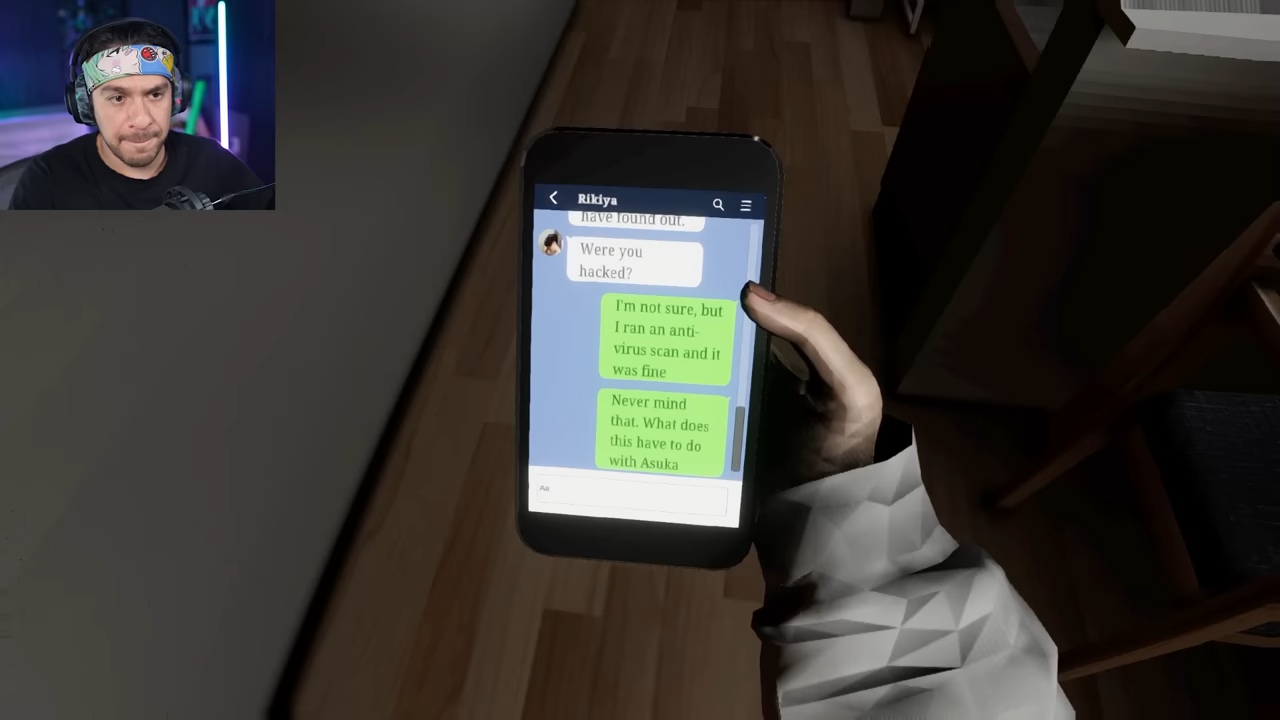 Rikiya
have found out.
Were you
hacked?
I'm not sure, but
I ran an anti-
virus scan and it
was fine
Never mind
that. What does
this have to do
with Asuka
Aa